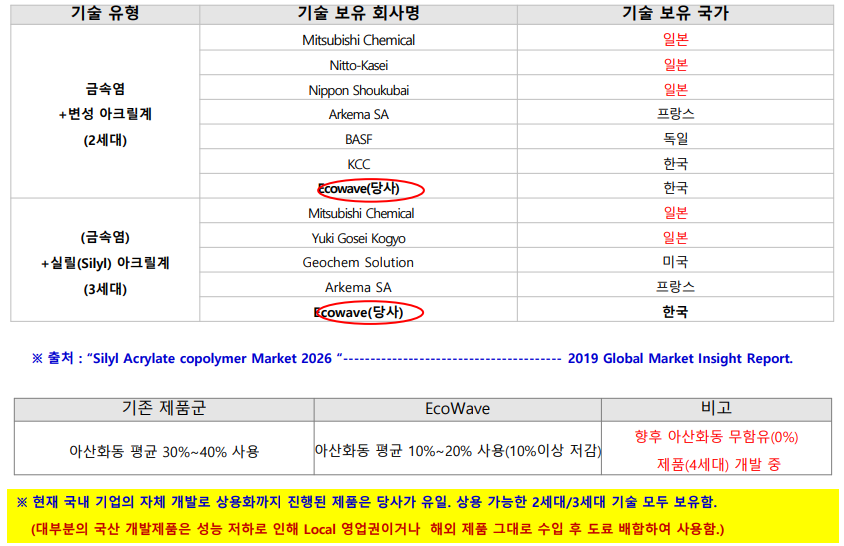 기술 유형 기술 보유 회사명 기술 보유 국가
금속염
+변성 아크릴계
(2세대)
Mitsubishi Chemical 일본
Nitto-Kasei 일본
Nippon Shoukubai 일본
Arkema SA 프랑스
BASF 독일
KCC 한국
Ecowave(당사) 한국
(금속염)
+실릴(Silyl) 아크릴계
(3세대)
Mitsubishi Chemical 일본
Yuki Gosei Kogyo 일본
Geochem Solution 미국
Arkema SA 프랑스
Ecowave(당사) 한국
※ 출처 : “Silyl Acrylate copolymer Market 2026 “---------------------------------------- 2019 Global Market Insight Report.
기존 제품군 EcoWave 비고
아산화동 평균 30%~40% 사용 아산화동 평균 10%~20% 사용(10%이상 저감) 향후 아산화동 무함유(0%)
제품(4세대) 개발 중
※ 현재 국내 기업의 자체 개발로 상용화까지 진행된 제품은 당사가 유일. 상용 가능한 2세대/3세대 기술 모두 보유함.
(대부분의 국산 개발제품은 성능 저하로 인해 Local 영업권이거나 해외 제품 그대로 수입 후 도료 배합하여 사용함.)